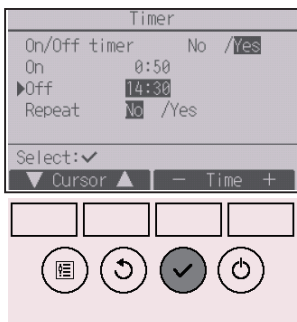 Timer
On/Off timer No /Yes
On 0:50
▶Off 14:30
Repeat No /Yes
Select:✓
▼ Cursor ▲ − Time +